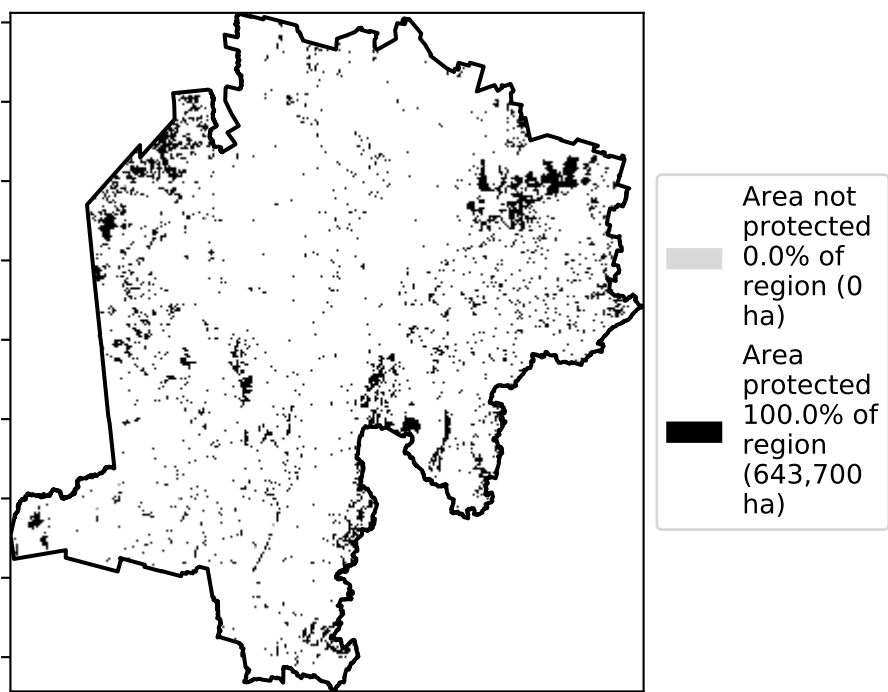 Area not
protected
0.0% of
region (0
ha)
Area
protected
100.0% of
region
(643,700
ha)